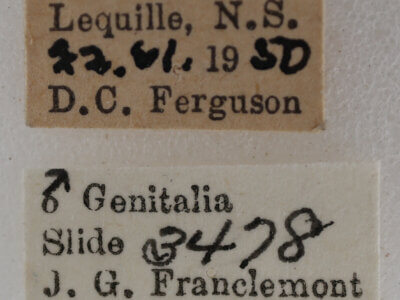 Lequille, N.S.
22.VI. 1950
D.C. Ferguson
♂ Genitalia
Slide 3478
J. G. Franclemont